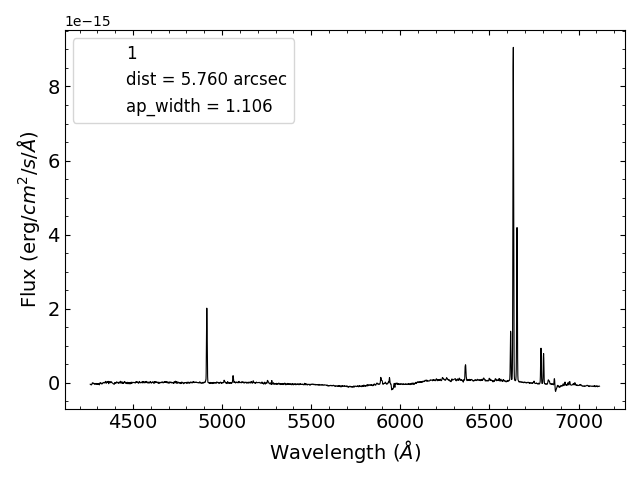 1e−15
1
dist = 5.760 arcsec
ap_width = 1.106
8
6
4
2
0
Flux (erg/cm²/s/Å)
4500 5000 5500 6000 6500 7000
Wavelength (Å)